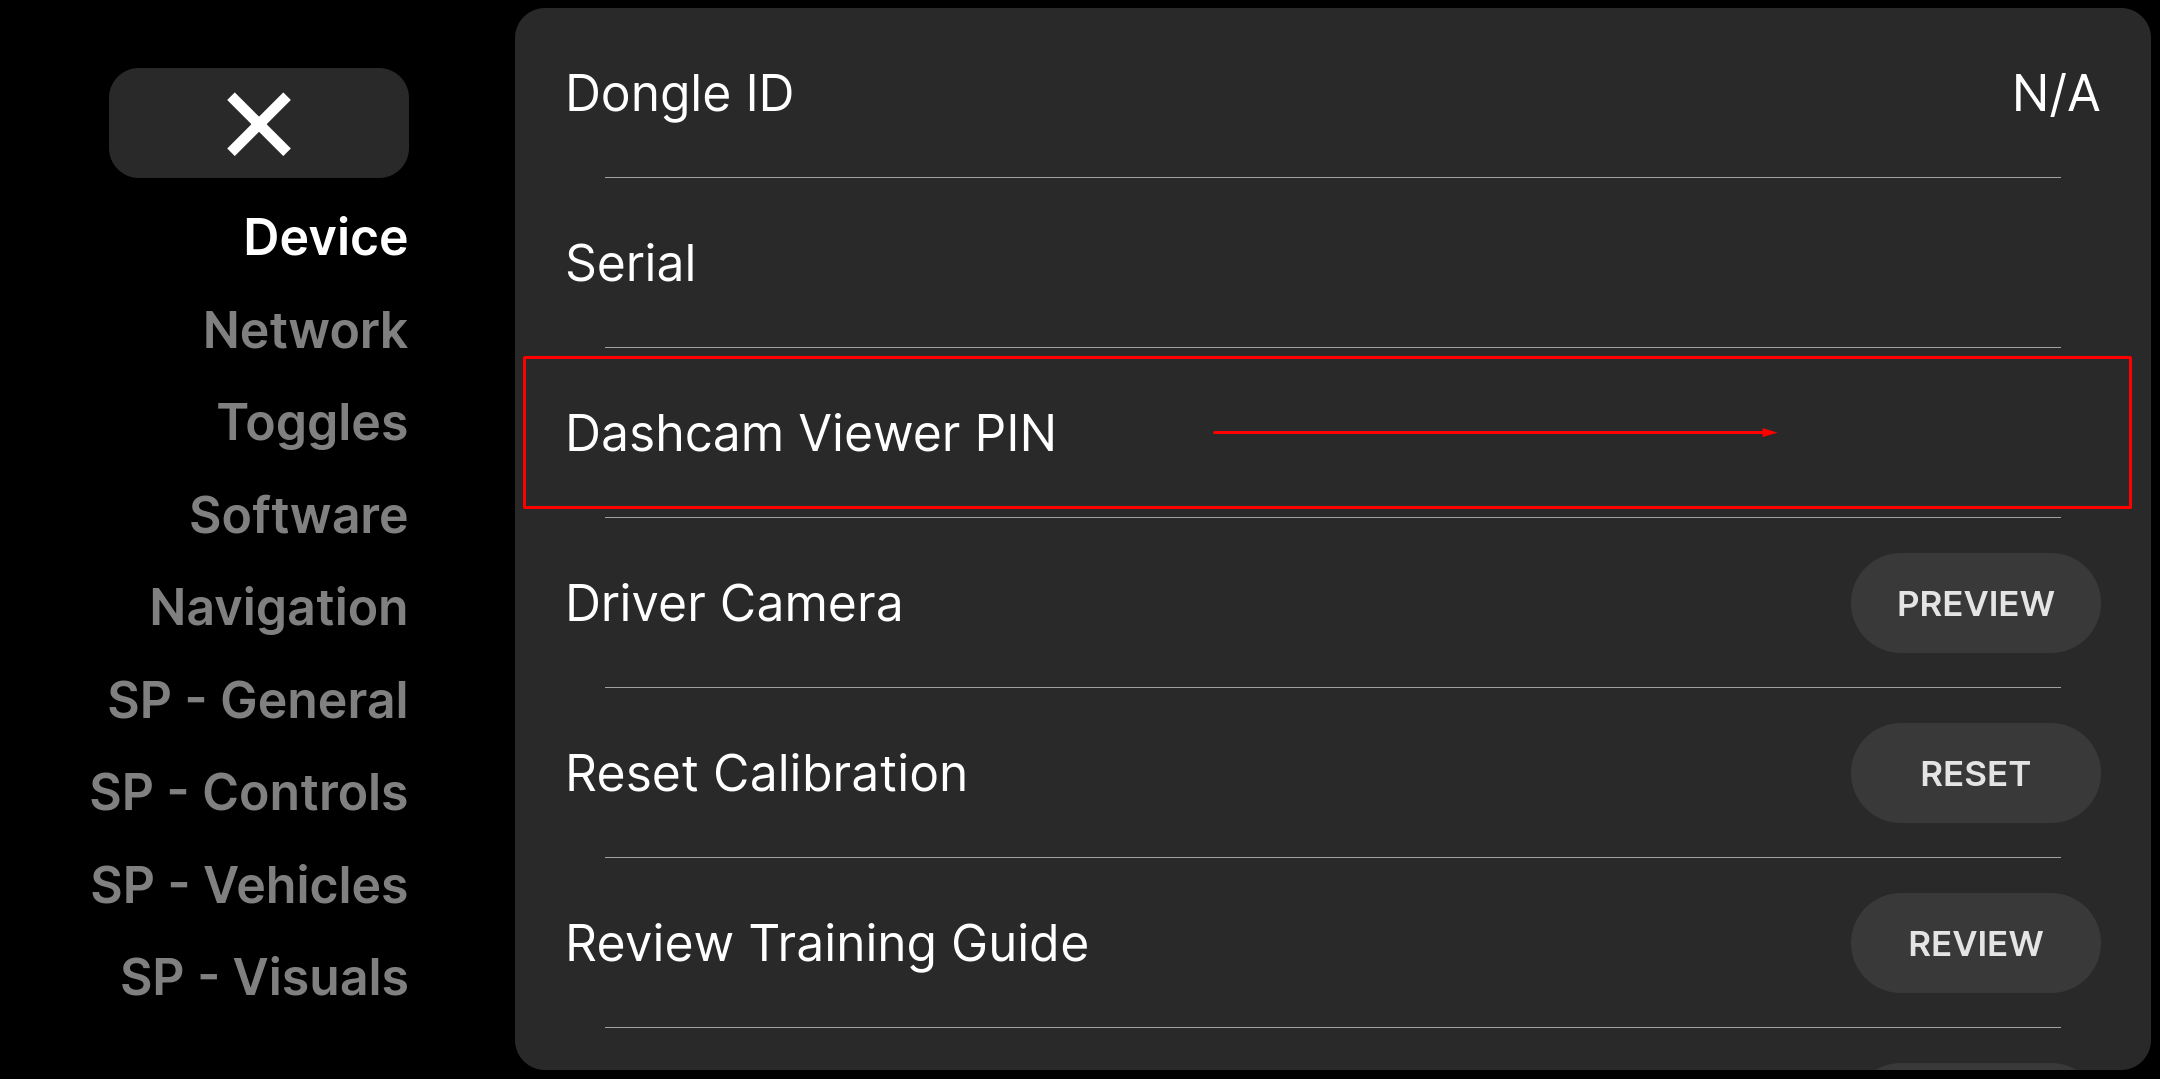 Device
Network
Toggles
Software
Navigation
SP - General
SP - Controls
SP - Vehicles
SP - Visuals
Dongle ID N/A
Serial
Dashcam Viewer PIN
Driver Camera PREVIEW
Reset Calibration RESET
Review Training Guide REVIEW